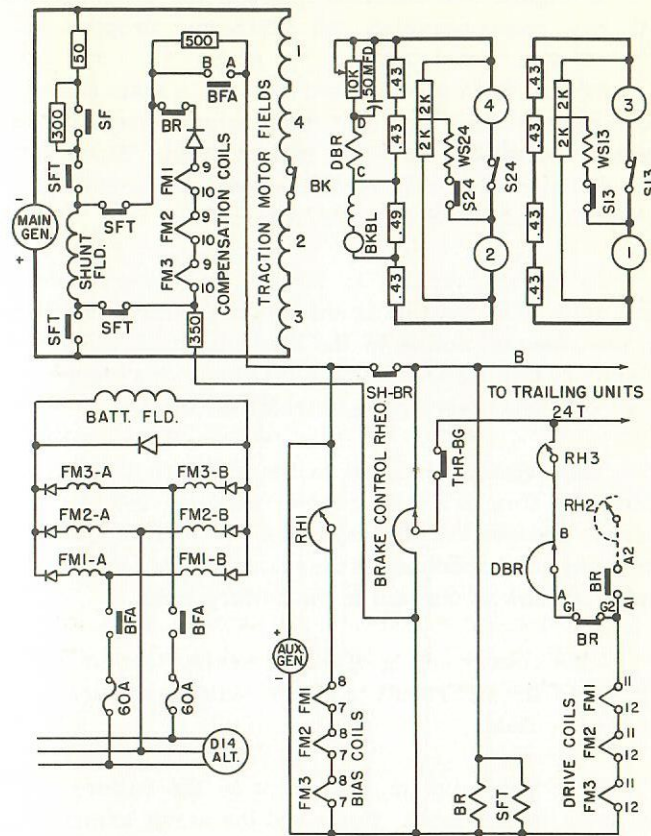 50
300
SF
SFT
SFT
SFT
SFT
-
MAIN
GEN.
+
SHUNT
FLD.
500
B A
BFA
BR
FM1
9
10
FM2
9
10
FM3
9
10
COMPENSATION COILS
350
TRACTION MOTOR FIELDS
1
4
BK
2
3
10K
50 MFD
D
DBR
C
BKBL
.43
.43
.49
.43
2K
2K
WS24
S24
4
S24
2
.43
.43
.43
.43
2K
2K
WS13
S13
3
S13
1
B
SH-BR
TO TRAILING UNITS
24 T
THR-BG
BRAKE CONTROL RHEO.
RH1
RH3
RH2
B
DBR
A
G1
G2
BR
A2
BR
A1
BATT. FLD.
FM3-A
FM3-B
FM2-A
FM2-B
FM1-A
FM1-B
BFA
BFA
60A
60A
D14
ALT.
+
AUX
GEN.
-
FM1
8
7
FM2
8
7
FM3
8
7
BIAS COILS
BR
SFT
DRIVE COILS
FM1
11
12
FM2
11
12
FM3
11
12